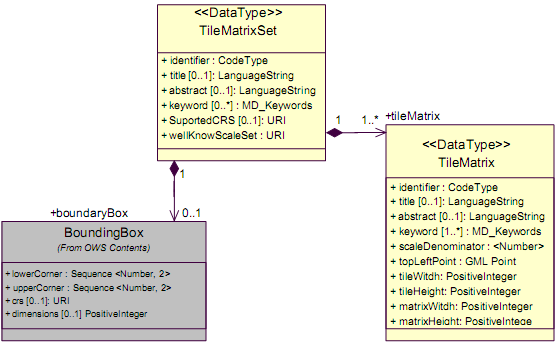 <<DataType>>
TileMatrixSet
+ identifier : CodeType
+ title [0..1]: LanguageString
+ abstract [0..1]: LanguageString
+ keyword [0..*] : MD_Keywords
+ SuportedCRS [0..1]: URI
+ wellKnowScaleSet : URI
1
1..*
+tileMatrix
<<DataType>>
TileMatrix
+ identifier : CodeType
+ title [0..1]: LanguageString
+ abstract [0..1]: LanguageString
+ keyword [1..*] : MD_Keywords
+ scaleDenominator : <Number>
+ topLeftPoint : GML Point
+ tileWitdh: PositiveInteger
+ tileHeight: PositiveInteger
+ matrixWitdh: PositiveInteger
+ matrixHeight: PositiveInteger
1
+boundaryBox
0..1
BoundingBox
(From OWS Contents)
+ lowerCorner : Sequence <Number, 2>
+ upperCorner : Sequence <Number, 2>
+ crs [0..1]: URI
+ dimensions [0..1] PositiveInteger